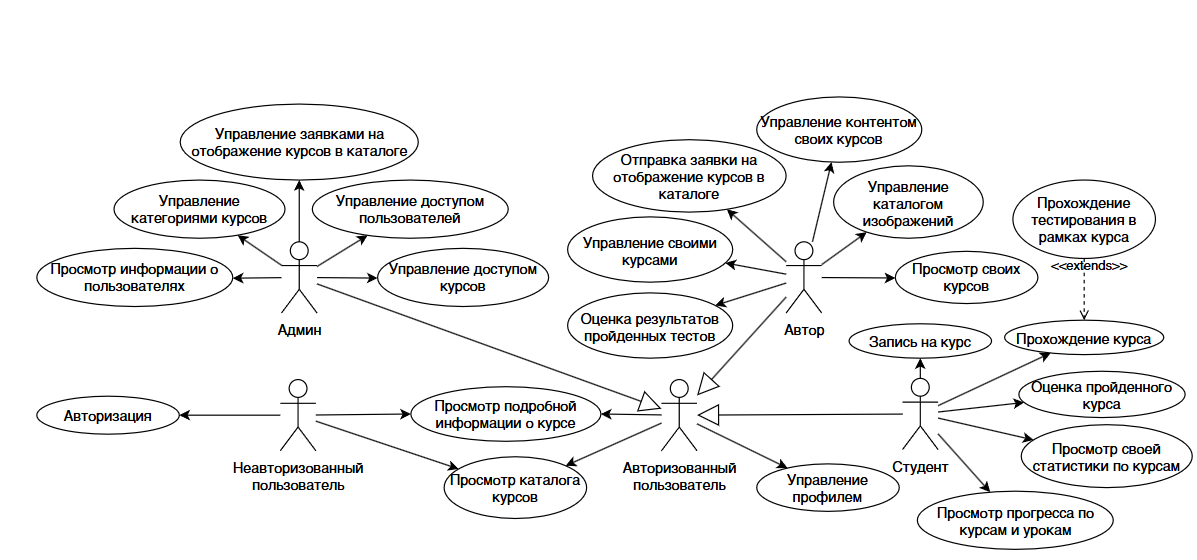 Управление заявками на
отображение курсов в каталоге
Управление
категориями курсов
Управление доступом
пользователей
Просмотр информации о
пользователях
Управление доступом
курсов
Админ
Управление контентом
своих курсов
Отправка заявки на
отображение курсов в
каталоге
Управление
каталогом
изображений
Управление своими
курсами
Просмотр своих
курсов
Оценка результатов
пройденных тестов
Автор
Прохождение
тестирования в
рамках курса
<<extends>>
Запись на курс
Прохождение курса
Оценка пройденного
курса
Просмотр своей
статистики по курсам
Просмотр прогресса по
курсам и урокам
Студент
Авторизация
Неавторизованный
пользователь
Просмотр подробной
информации о курсе
Просмотр каталога
курсов
Авторизованный
пользователь
Управление
профилем